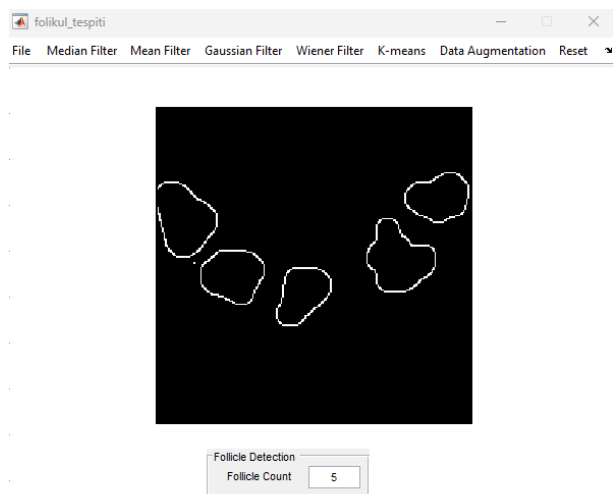 folikul_tespiti
File Median Filter Mean Filter Gaussian Filter Wiener Filter K-means Data Augmentation Reset
Follicle Detection
Follicle Count 5